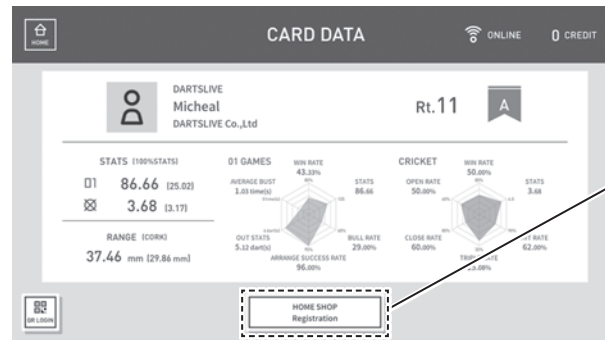 HOME
CARD DATA
ONLINE
0 CREDIT
DARTSLIVE
Micheal
DARTSLIVE Co.,Ltd
Rt.11
A
STATS (100%STATS)
01 86.66 (25.02)
3.68 (3.17)
RANGE (CORK)
37.46 mm (29.86 mm)
01 GAMES
WIN RATE
43.33%
AVERAGE BUST
1.03 time(s)
STATS
86.66
OUT STATS
5.12 dart(s)
BULL RATE
29.00%
ARRANGE SUCCESS RATE
96.00%
CRICKET
WIN RATE
50.00%
OPEN RATE
50.00%
STATS
3.68
CLOSE RATE
60.00%
RATE
62.00%
QR LOGIN
HOME SHOP
Registration